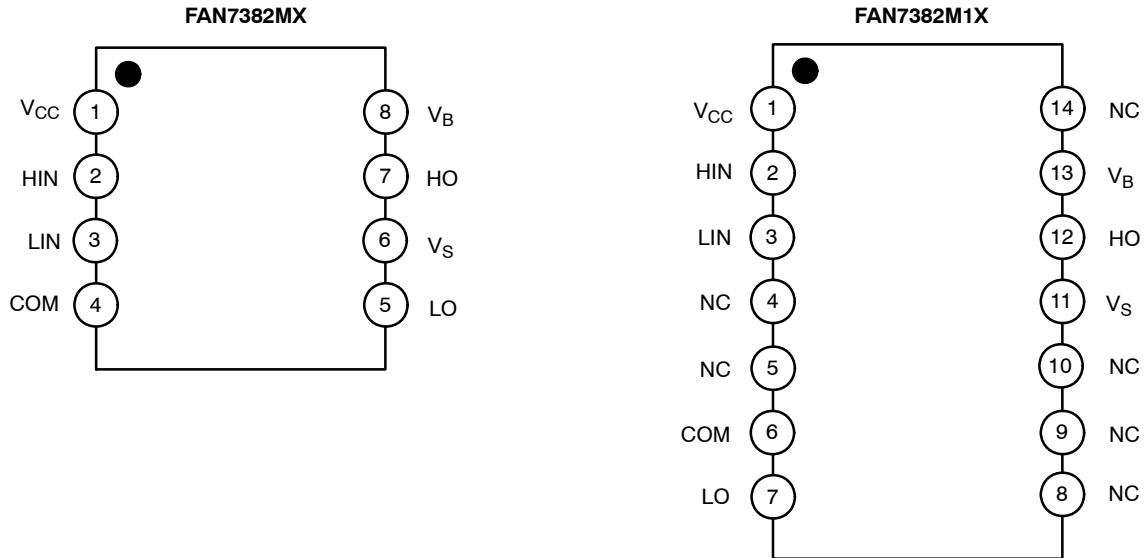 FAN7382MX
VCC 1 8 VB
HIN 2 7 HO
LIN 3 6 VS
COM 4 5 LO
FAN7382M1X
VCC 1 14 NC
HIN 2 13 VB
LIN 3 12 HO
NC 4 11 VS
NC 5 10 NC
COM 6 9 NC
LO 7 8 NC